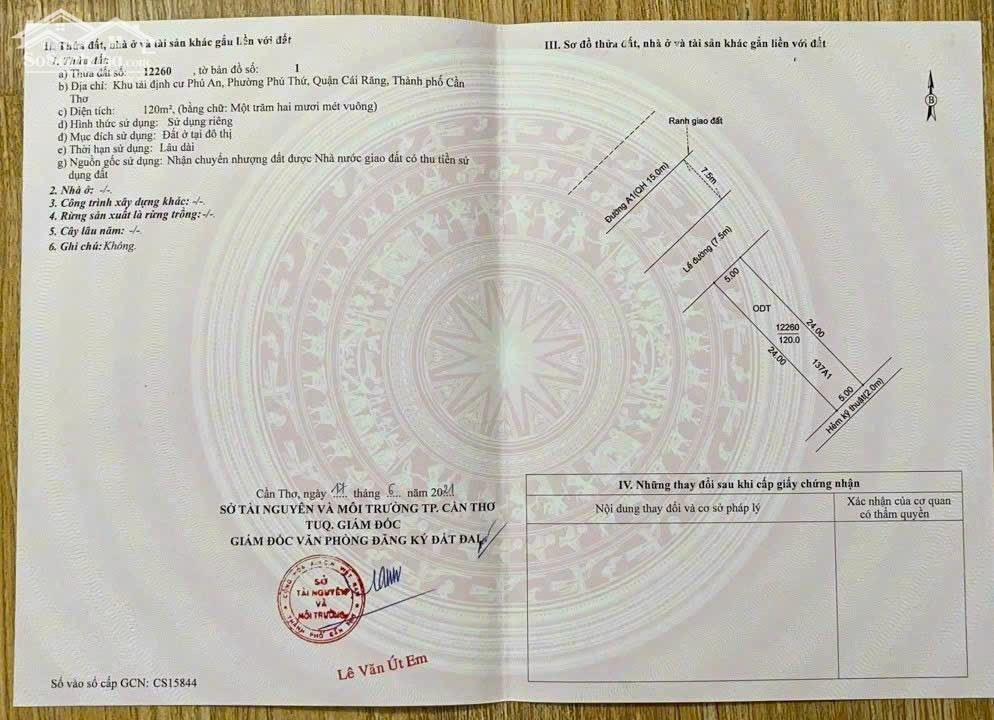 II. Thửa đất, nhà ở và tài sản khác gắn liền với đất
1. Thửa đất:
a) Thửa đất số: 12260 , tờ bản đồ số: 1
b) Địa chỉ: Khu tái định cư Phú An, Phường Phú Thứ, Quận Cái Răng, Thành phố Cần
Thơ
c) Diện tích: 120m², (bằng chữ: Một trăm hai mươi mét vuông)
d) Hình thức sử dụng: Sử dụng riêng
đ) Mục đích sử dụng: Đất ở tại đô thị
e) Thời hạn sử dụng: Lâu dài
g) Nguồn gốc sử dụng: Nhận chuyển nhượng đất được Nhà nước giao đất có thu tiền sử
dụng đất
2. Nhà ở: -/-.
3. Công trình xây dựng khác: -/-.
4. Rừng sản xuất là rừng trồng:-/-.
5. Cây lâu năm: -/-.
6. Ghi chú: Không.
Cần Thơ, ngày 17 tháng 6 năm 2021
SỞ TÀI NGUYÊN VÀ MÔI TRƯỜNG TP. CẦN THƠ
TUQ. GIÁM ĐỐC
GIÁM ĐỐC VĂN PHÒNG ĐĂNG KÝ ĐẤT ĐAI
SỞ
TÀI NGUYÊN
VÀ
MÔI TRƯỜNG
THÀNH PHỐ CẦN THƠ
Lê Văn Út Em
Số vào sổ cấp GCN: CS15844
III. Sơ đồ thửa đất, nhà ở và tài sản khác gắn liền với đất
B
Ranh giao đất
7.5m
Đường A1(QH 15.0m)
Lề đường (7.5m)
5.00
ODT
12260
120.0
24.00
24.00
137A1
5.00
Hẻm kỹ thuật(2.0m)
IV. Những thay đổi sau khi cấp giấy chứng nhận
Nội dung thay đổi và cơ sở pháp lý
Xác nhận của cơ quan
có thẩm quyền